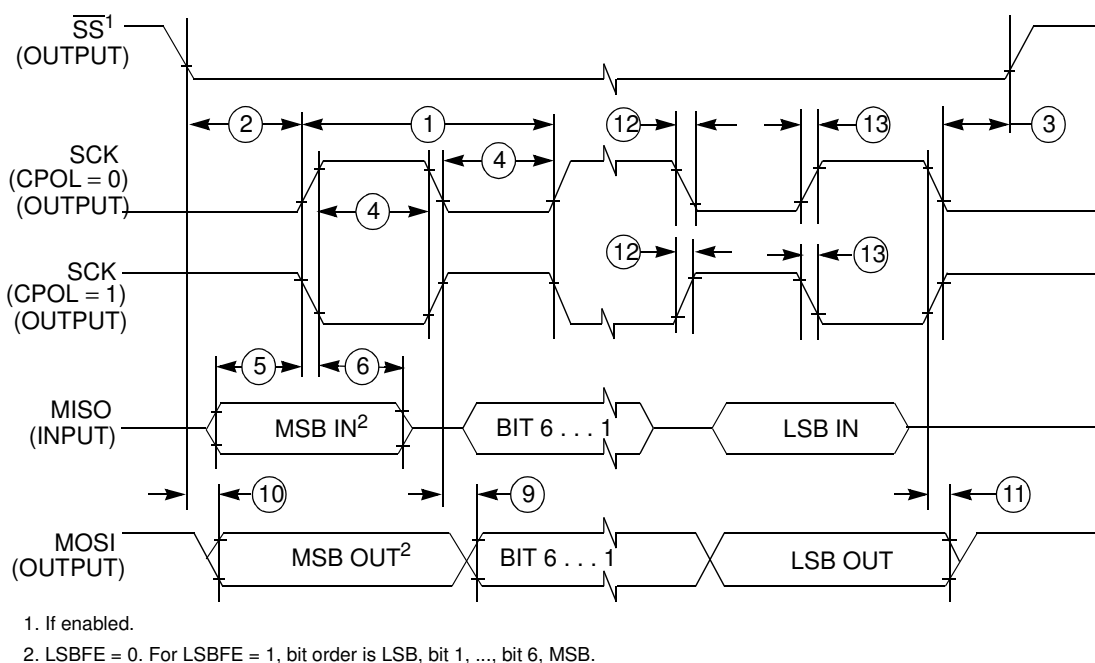 SS¹
(OUTPUT)
2
1
12
13
3
SCK
(CPOL = 0)
(OUTPUT)
4
4
SCK
(CPOL = 1)
(OUTPUT)
12
13
5
6
MISO
(INPUT)
MSB IN²
BIT 6 . . . 1
LSB IN
10
9
11
MOSI
(OUTPUT)
MSB OUT²
BIT 6 . . . 1
LSB OUT
1. If enabled.
2. LSBFE = 0. For LSBFE = 1, bit order is LSB, bit 1, ..., bit 6, MSB.